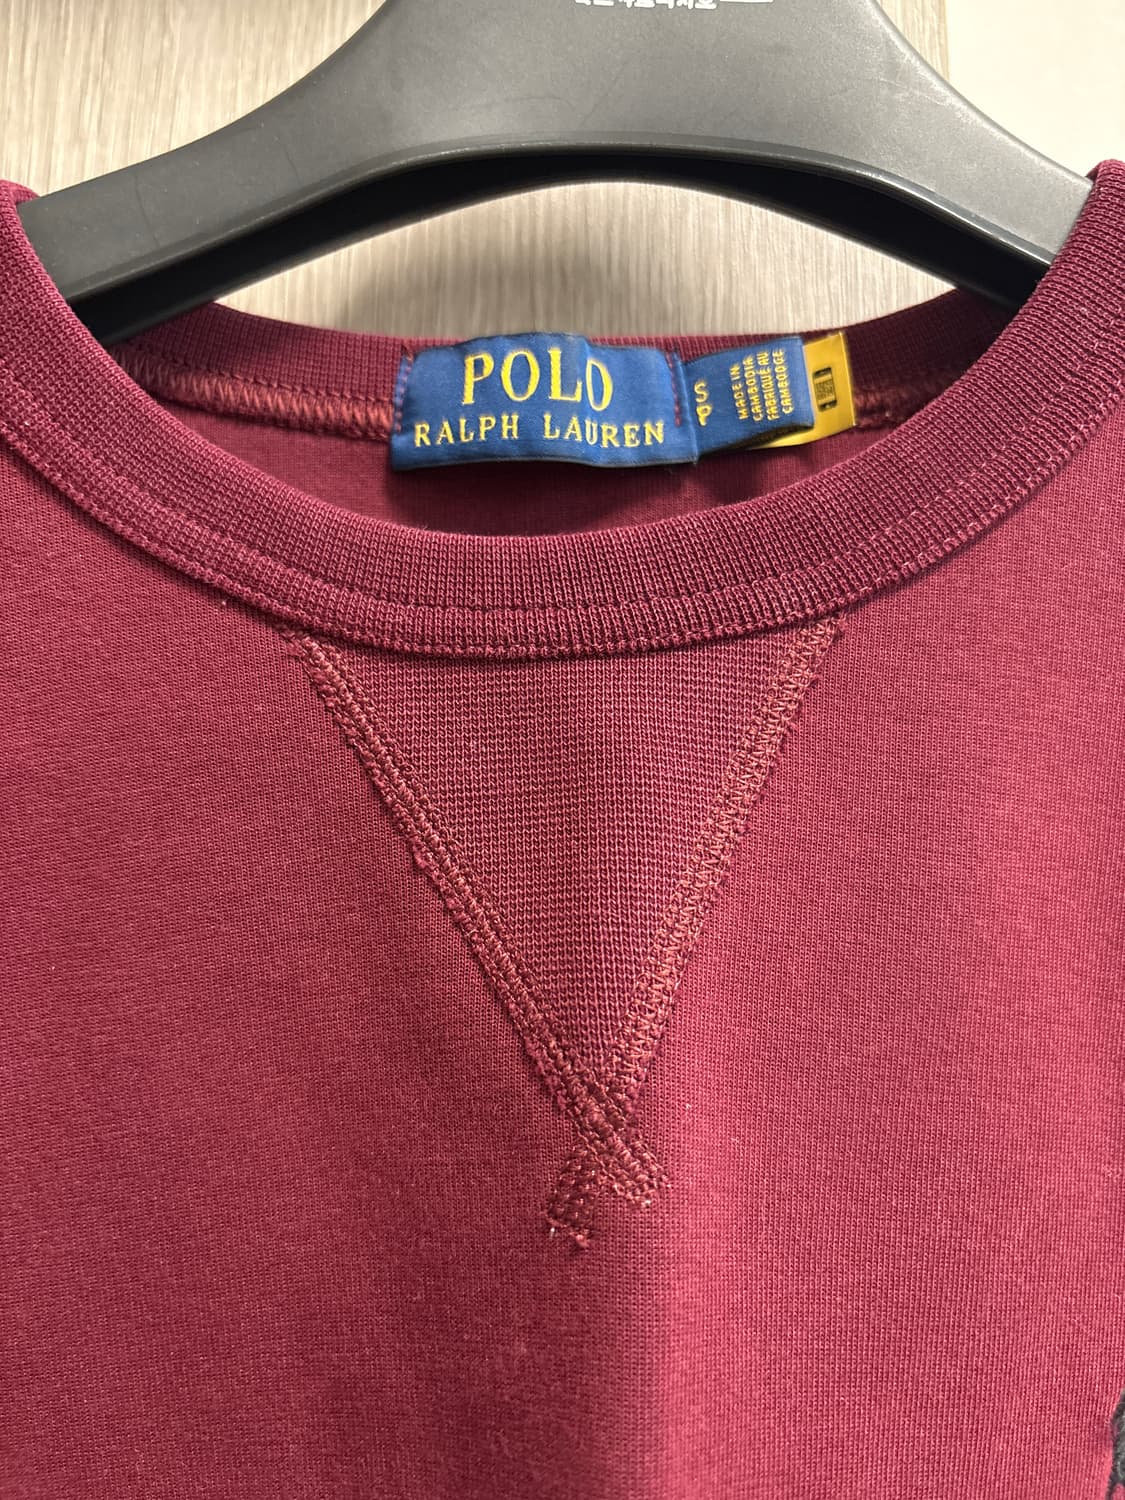 POLO
RALPH LAUREN
S
P
MADE IN
CAMBODIA
FABRIQUÉ AU
CAMBODGE